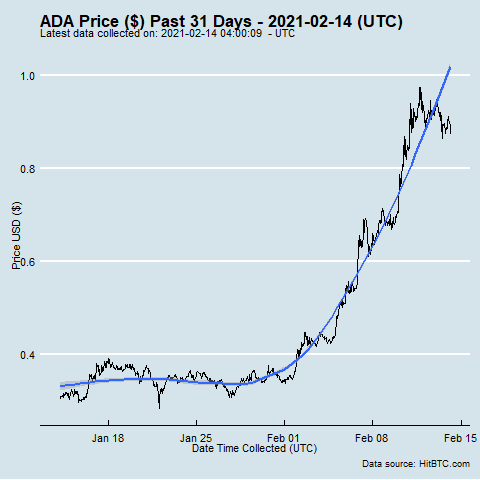 ADA Price ($) Past 31 Days - 2021-02-14 (UTC)
Latest data collected on: 2021-02-14 04:00:09 - UTC
Price USD ($)
1.0
0.8
0.6
0.4
Jan 18 Jan 25 Feb 01 Feb 08 Feb 15
Date Time Collected (UTC)
Data source: HitBTC.com